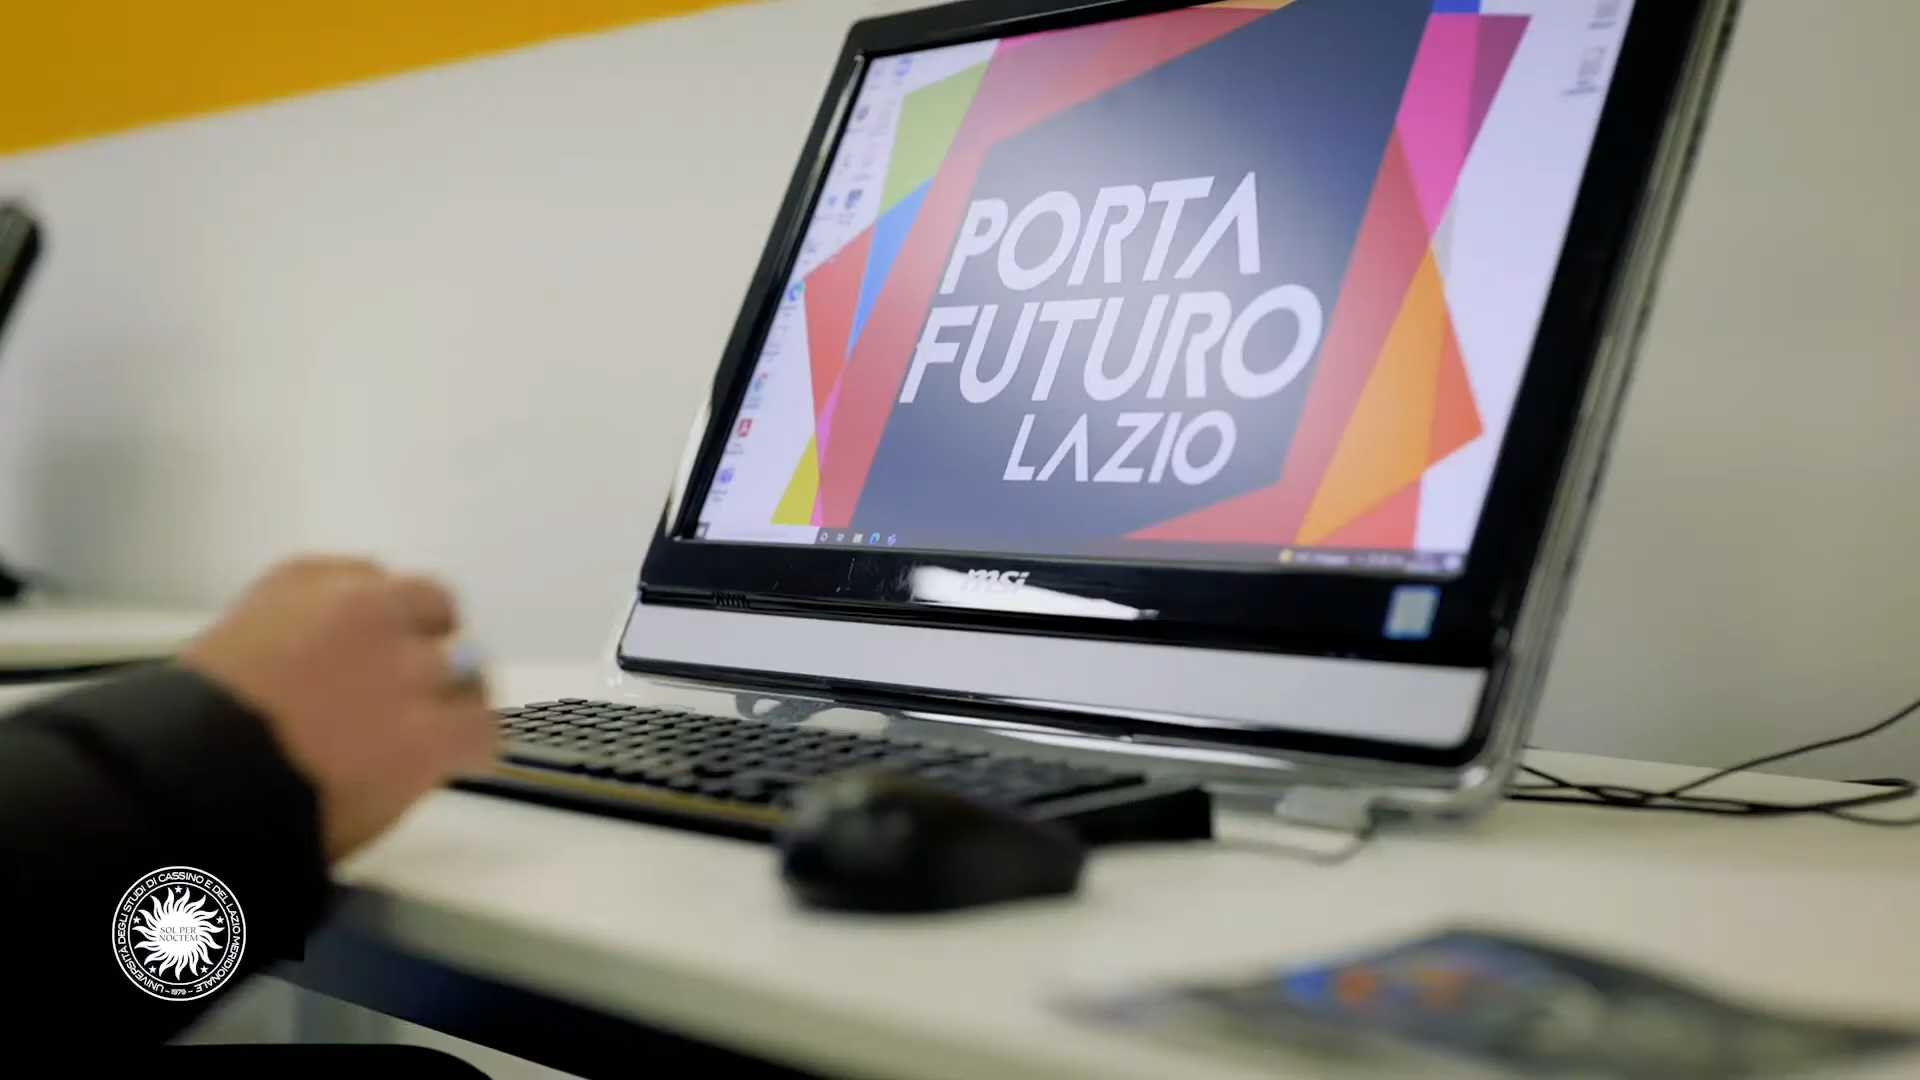 PORTA
FUTURO
LAZIO
msi
UNIVERSITÀ DEGLI STUDI DI CASSINO E DEL LAZIO MERIDIONALE
SOL PER
NOCTEM
- 1979 -